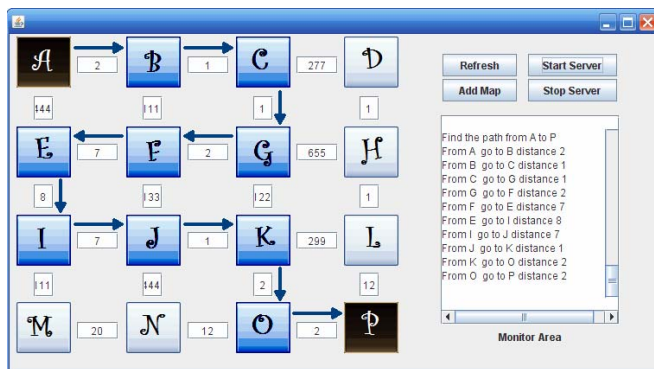 A 2 B 1 C 277 D
444 111 1 1
E 7 F 2 G 655 H
8 133 122 1
I 7 J 1 K 299 L
111 444 2 12
M 20 N 12 O 2 P
Refresh Start Server
Add Map Stop Server
Find the path from A to P
From A go to B distance 2
From B go to C distance 1
From C go to G distance 1
From G go to F distance 2
From F go to E distance 7
From E go to I distance 8
From I go to J distance 7
From J go to K distance 1
From K go to O distance 2
From O go to P distance 2
Monitor Area